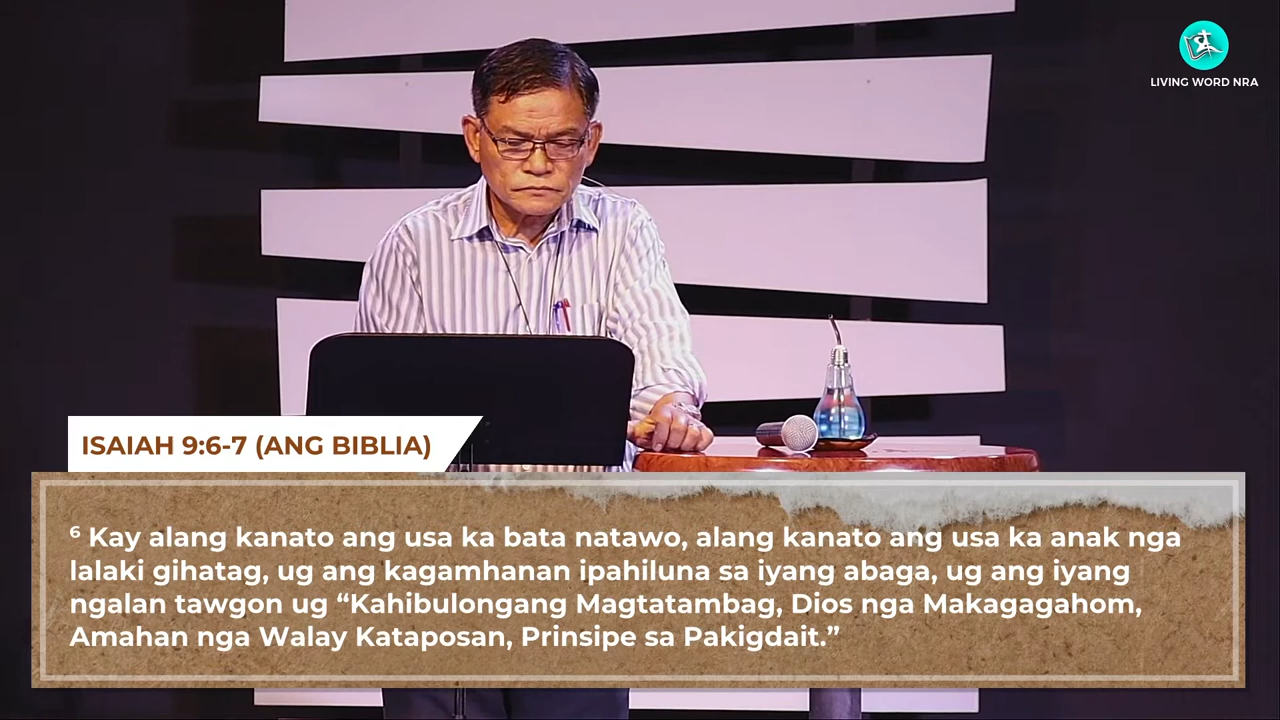 LIVING WORD NRA
ISAIAH 9:6-7 (ANG BIBLIA)
⁶ Kay alang kanato ang usa ka bata natawo, alang kanato ang usa ka anak nga
lalaki gihatag, ug ang kagamhanan ipahiluna sa iyang abaga, ug ang iyang
ngalan tawgon ug “Kahibulongang Magtatambag, Dios nga Makagagahom,
Amahan nga Walay Kataposan, Prinsipe sa Pakigdait.”